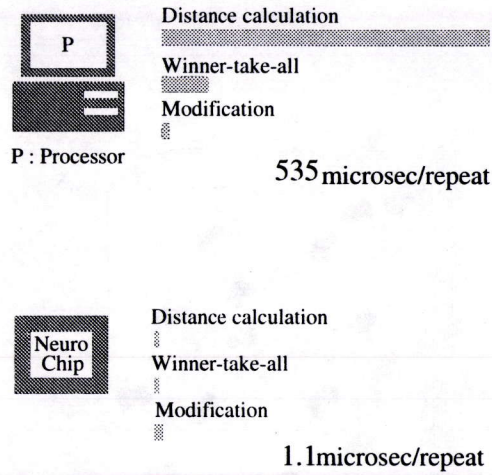 Distance calculation
P
Winner-take-all
Modification
P : Processor
535 microsec/repeat
Distance calculation
Neuro
Chip
Winner-take-all
Modification
1.1microsec/repeat